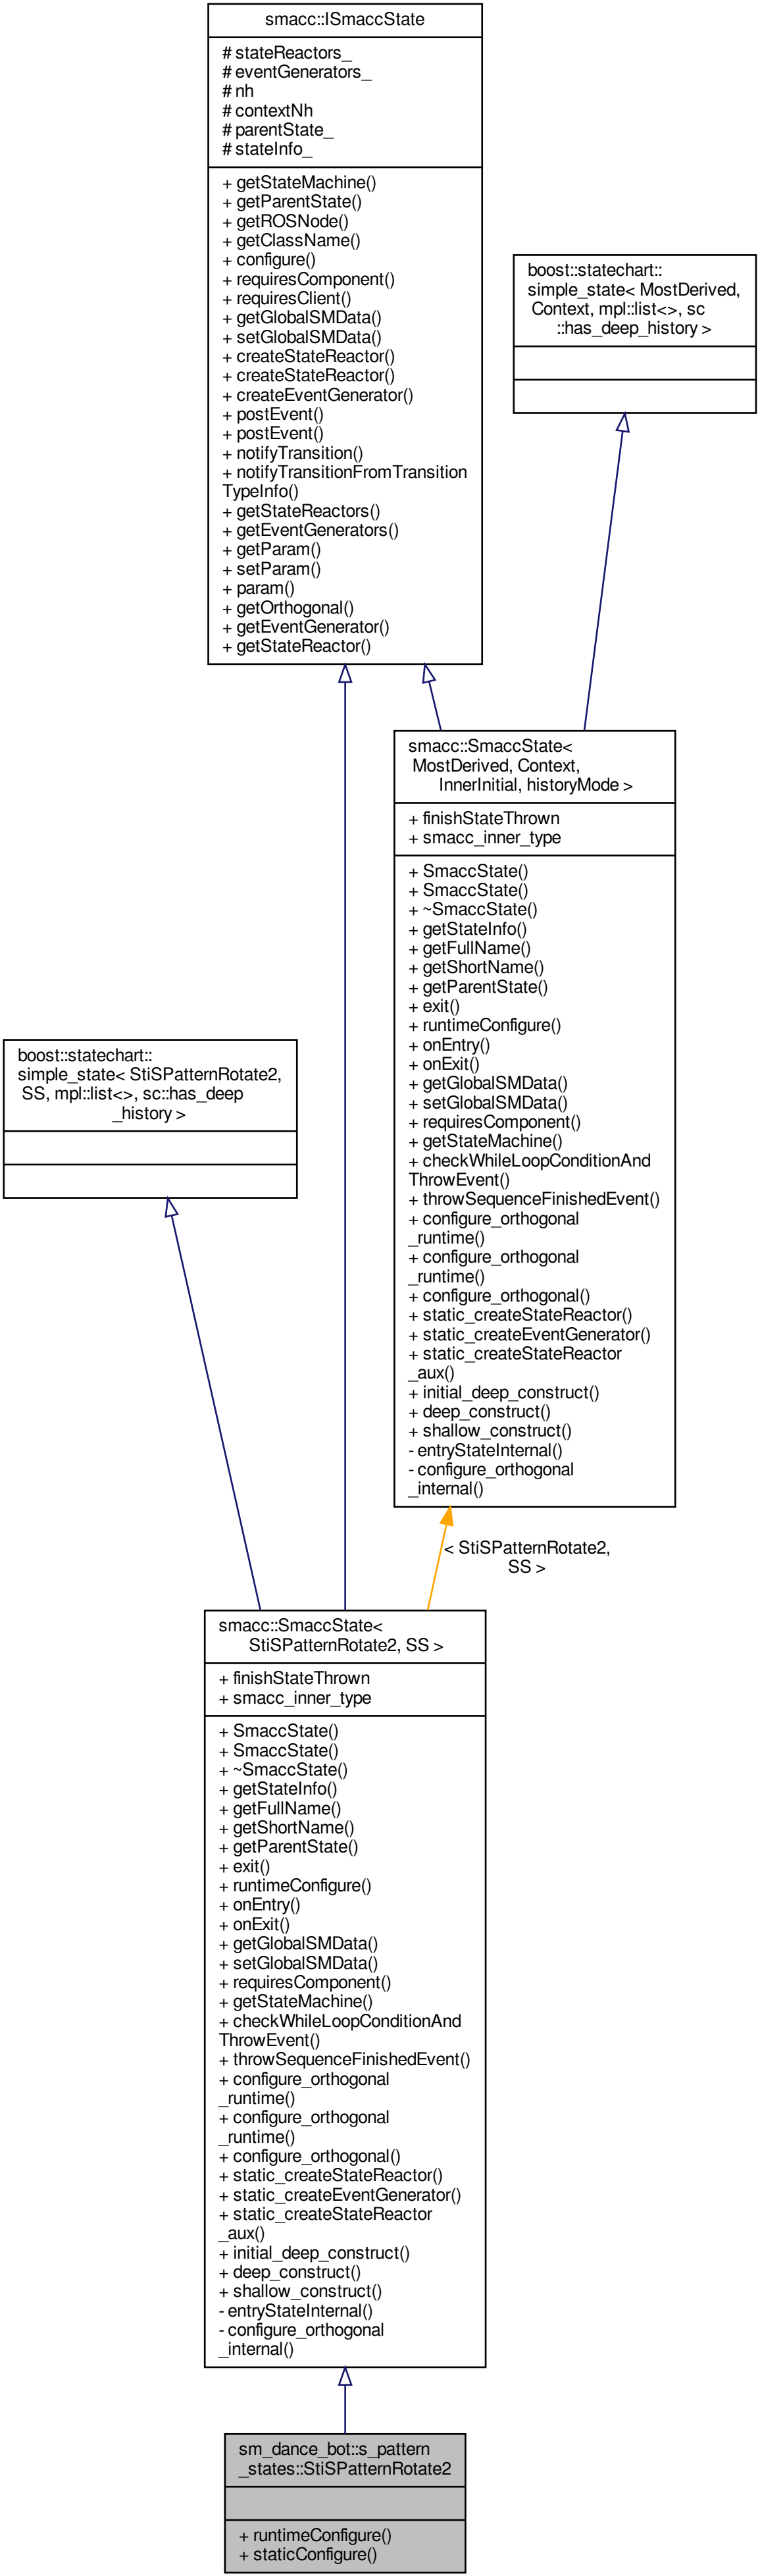 smacc::ISmaccState
# stateReactors_
# eventGenerators_
# nh
# contextNh
# parentState_
# stateInfo_
+ getStateMachine()
+ getParentState()
+ getROSNode()
+ getClassName()
+ configure()
+ requiresComponent()
+ requiresClient()
+ getGlobalSMData()
+ setGlobalSMData()
+ createStateReactor()
+ createStateReactor()
+ createEventGenerator()
+ postEvent()
+ postEvent()
+ notifyTransition()
+ notifyTransitionFromTransition
TypeInfo()
+ getStateReactors()
+ getEventGenerators()
+ getParam()
+ setParam()
+ param()
+ getOrthogonal()
+ getEventGenerator()
+ getStateReactor()
boost::statechart::
simple_state< MostDerived,
Context, mpl::list<>, sc
::has_deep_history >
smacc::SmaccState<
MostDerived, Context,
InnerInitial, historyMode >
+ finishStateThrown
+ smacc_inner_type
+ SmaccState()
+ SmaccState()
+ ~SmaccState()
+ getStateInfo()
+ getFullName()
+ getShortName()
+ getParentState()
+ exit()
+ runtimeConfigure()
+ onEntry()
+ onExit()
+ getGlobalSMData()
+ setGlobalSMData()
+ requiresComponent()
+ getStateMachine()
+ checkWhileLoopConditionAnd
ThrowEvent()
+ throwSequenceFinishedEvent()
+ configure_orthogonal
_runtime()
+ configure_orthogonal
_runtime()
+ configure_orthogonal()
+ static_createStateReactor()
+ static_createEventGenerator()
+ static_createStateReactor
_aux()
+ initial_deep_construct()
+ deep_construct()
+ shallow_construct()
- entryStateInternal()
- configure_orthogonal
_internal()
boost::statechart::
simple_state< StiSPatternRotate2,
SS, mpl::list<>, sc::has_deep
_history >
< StiSPatternRotate2,
SS >
smacc::SmaccState<
StiSPatternRotate2, SS >
+ finishStateThrown
+ smacc_inner_type
+ SmaccState()
+ SmaccState()
+ ~SmaccState()
+ getStateInfo()
+ getFullName()
+ getShortName()
+ getParentState()
+ exit()
+ runtimeConfigure()
+ onEntry()
+ onExit()
+ getGlobalSMData()
+ setGlobalSMData()
+ requiresComponent()
+ getStateMachine()
+ checkWhileLoopConditionAnd
ThrowEvent()
+ throwSequenceFinishedEvent()
+ configure_orthogonal
_runtime()
+ configure_orthogonal
_runtime()
+ configure_orthogonal()
+ static_createStateReactor()
+ static_createEventGenerator()
+ static_createStateReactor
_aux()
+ initial_deep_construct()
+ deep_construct()
+ shallow_construct()
- entryStateInternal()
- configure_orthogonal
_internal()
sm_dance_bot::s_pattern
_states::StiSPatternRotate2
+ runtimeConfigure()
+ staticConfigure()